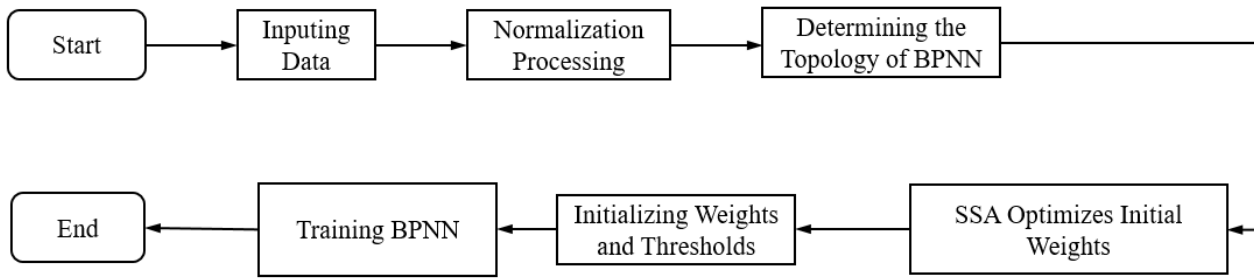 Start
Inputing
Data
Normalization
Processing
Determining the
Topology of BPNN
SSA Optimizes Initial
Weights
Initializing Weights
and Thresholds
Training BPNN
End